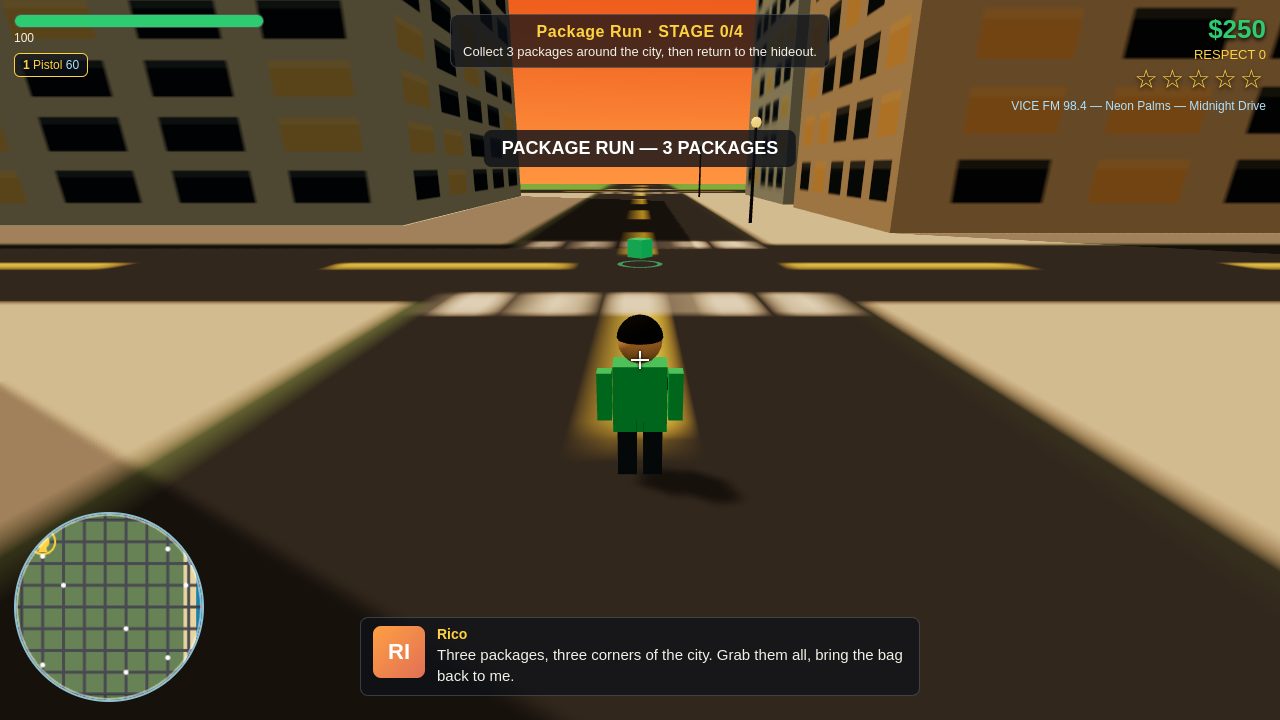 100
1 Pistol 60
Package Run · STAGE 0/4
Collect 3 packages around the city, then return to the hideout.
$250
RESPECT 0
☆☆☆☆☆
VICE FM 98.4 — Neon Palms — Midnight Drive
PACKAGE RUN — 3 PACKAGES
RI
Rico
Three packages, three corners of the city. Grab them all, bring the bag
back to me.